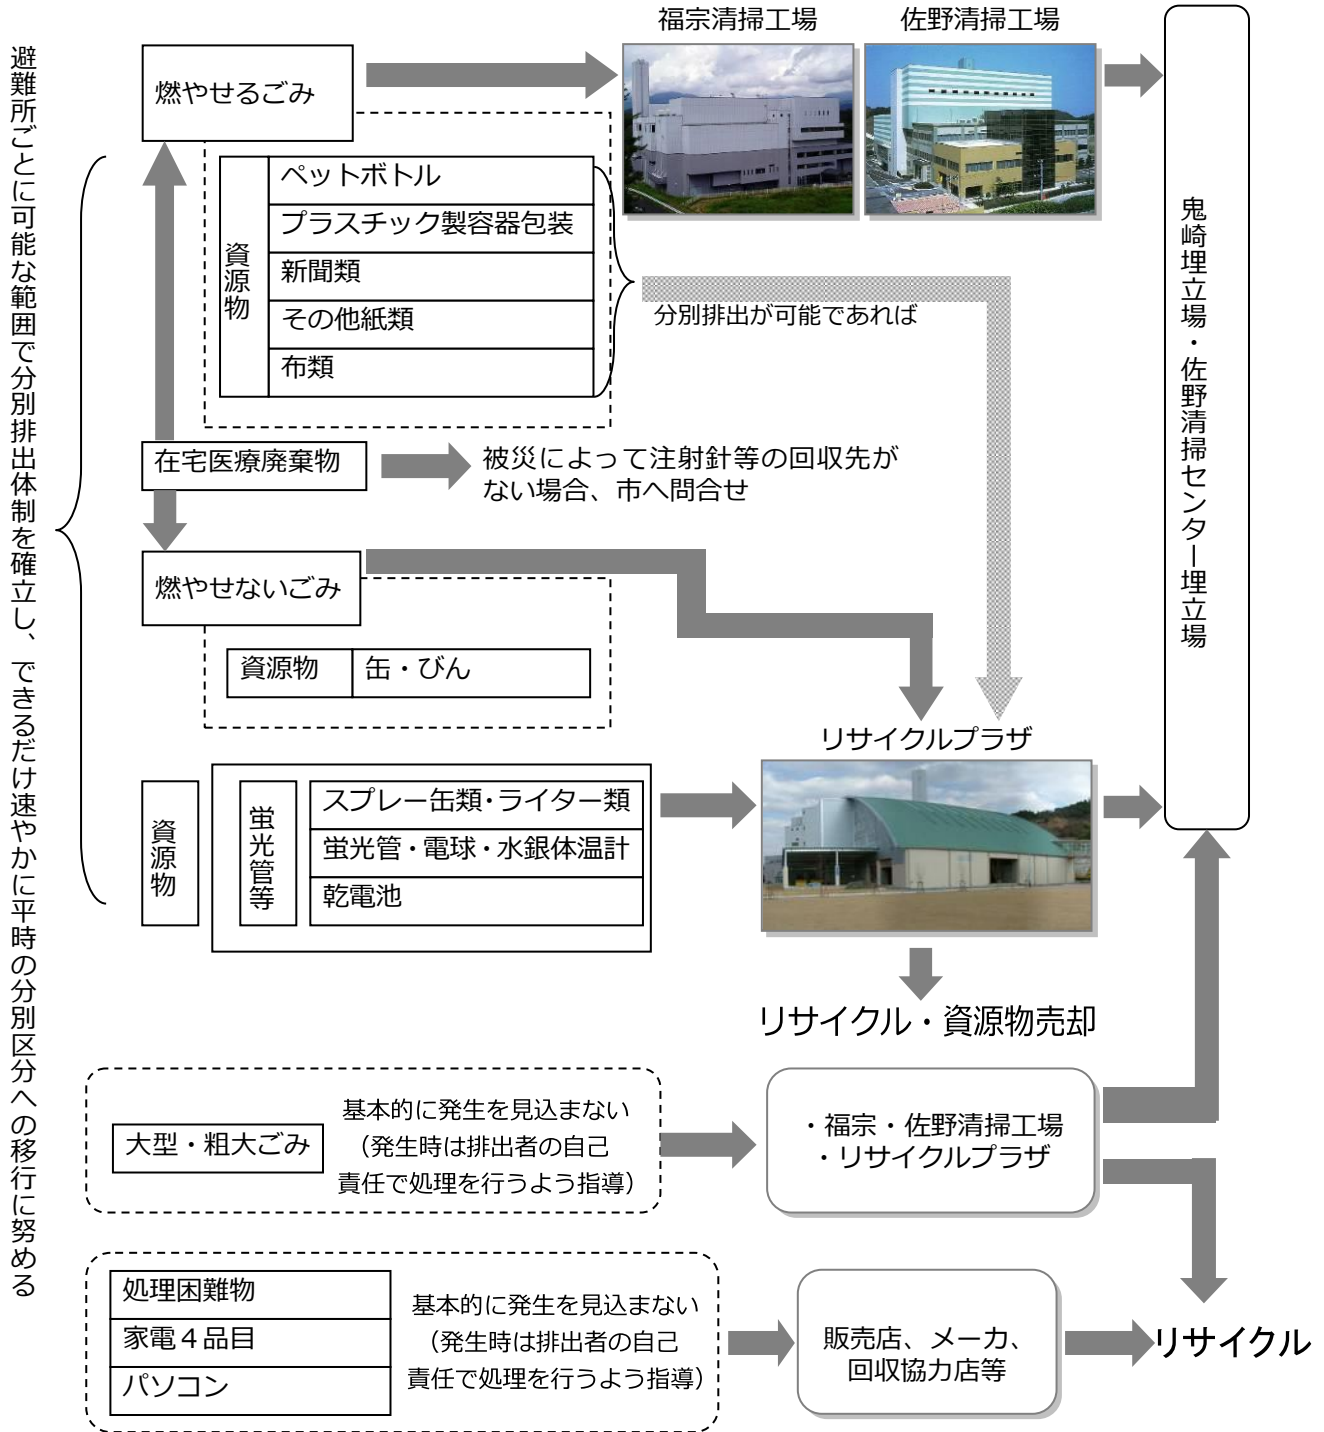 避難所ごとに可能な範囲で分別排出体制を確立し、できるだけ速やかに平時の分別区分への移行に努める
福宗清掃工場
佐野清掃工場
燃やせるごみ
資源物
ペットボトル
プラスチック製容器包装
新聞類
その他紙類
布類
分別排出が可能であれば
鬼崎埋立場・佐野清掃センター埋立場
在宅医療廃棄物
被災によって注射針等の回収先が
ない場合、市へ問合せ
燃やせないごみ
資源物
缶・びん
リサイクルプラザ
資源物
蛍光管等
スプレー缶類・ライター類
蛍光管・電球・水銀体温計
乾電池
リサイクル・資源物売却
大型・粗大ごみ
基本的に発生を見込まない
（発生時は排出者の自己
責任で処理を行うよう指導）
・福宗・佐野清掃工場
・リサイクルプラザ
処理困難物
家電４品目
パソコン
基本的に発生を見込まない
（発生時は排出者の自己
責任で処理を行うよう指導）
販売店、メーカ、
回収協力店等
リサイクル